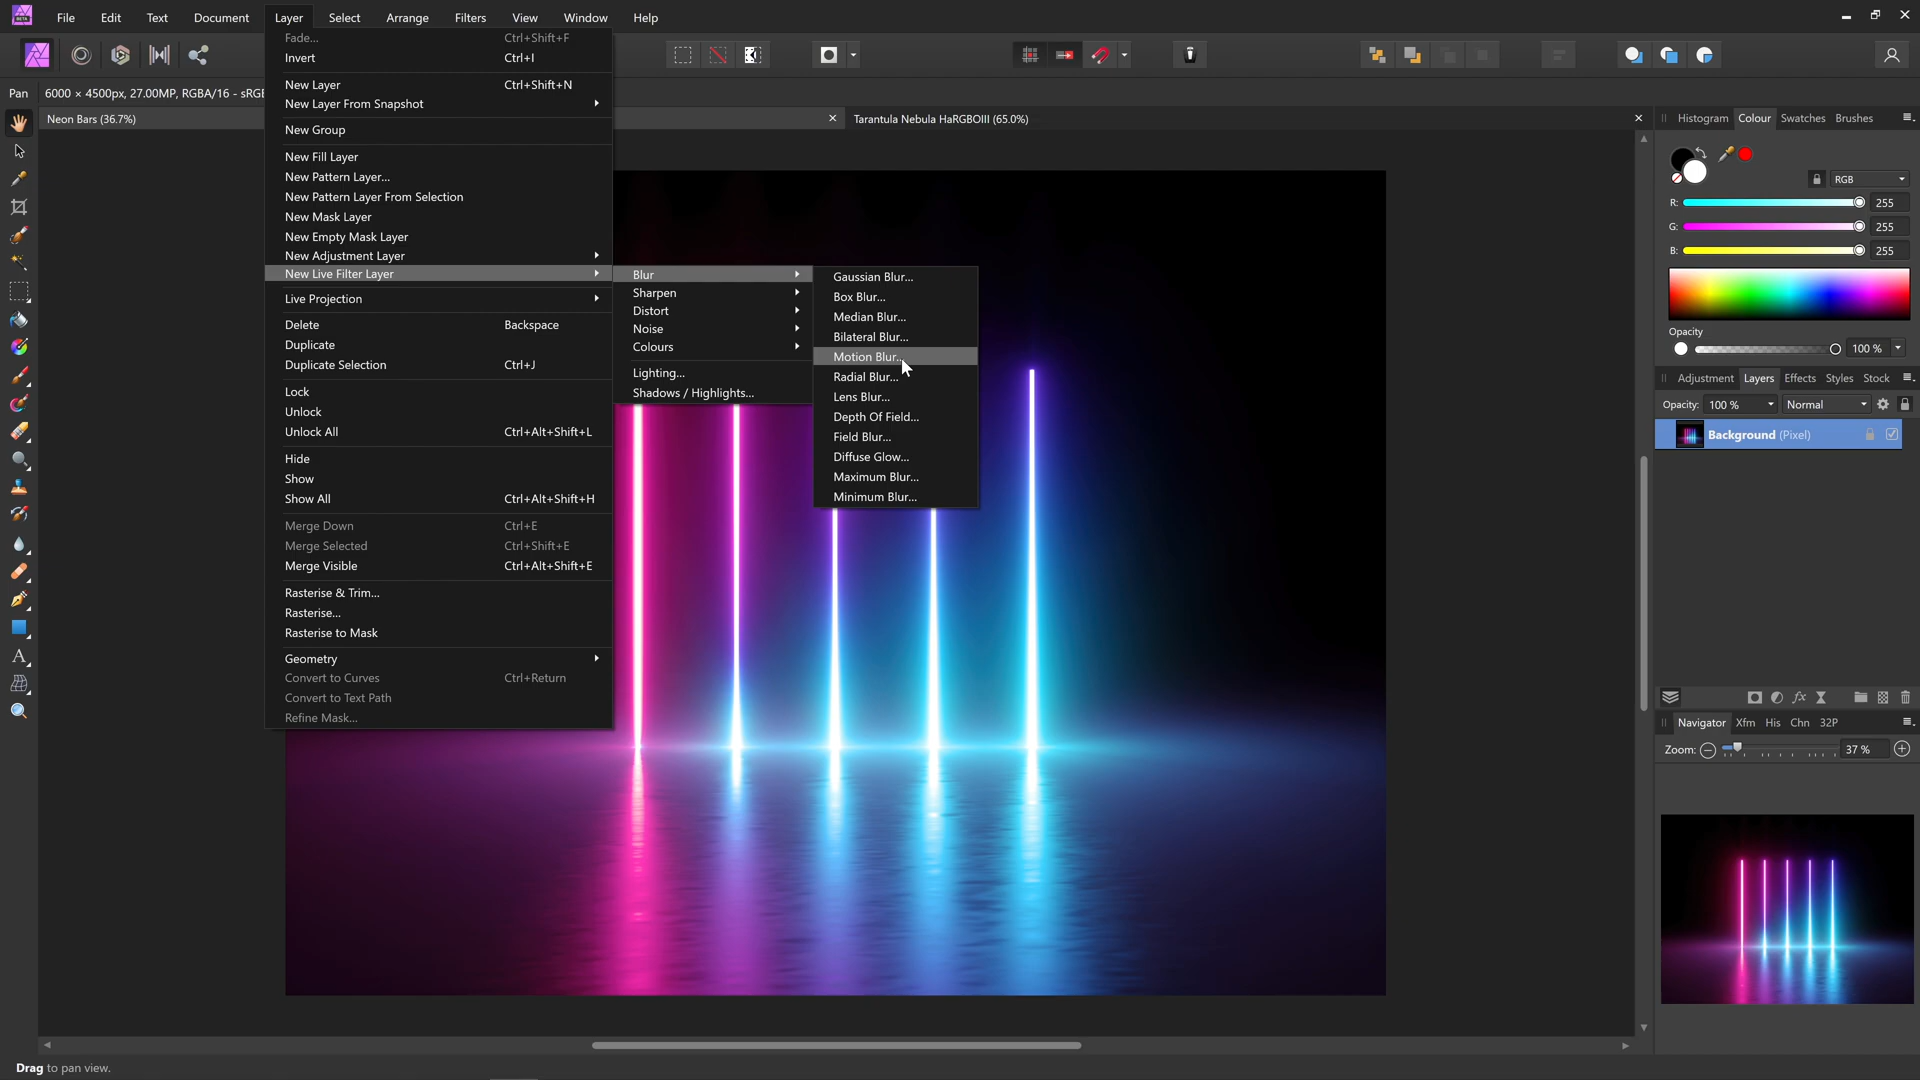 File Edit Text Document Layer Select Arrange Filters View Window Help
Pan 6000 × 4500px, 27.00MP, RGBA/16 - sRGB
Neon Bars (36.7%)
Tarantula Nebula HaRGBOIII (65.0%)
Fade... Ctrl+Shift+F
Invert Ctrl+I
New Layer Ctrl+Shift+N
New Layer From Snapshot
New Group
New Fill Layer
New Pattern Layer...
New Pattern Layer From Selection
New Mask Layer
New Empty Mask Layer
New Adjustment Layer
New Live Filter Layer
Live Projection
Delete Backspace
Duplicate
Duplicate Selection Ctrl+J
Lock
Unlock
Unlock All Ctrl+Alt+Shift+L
Hide
Show
Show All Ctrl+Alt+Shift+H
Merge Down Ctrl+E
Merge Selected Ctrl+Shift+E
Merge Visible Ctrl+Alt+Shift+E
Rasterise & Trim...
Rasterise...
Rasterise to Mask
Geometry
Convert to Curves Ctrl+Return
Convert to Text Path
Refine Mask...
Blur
Sharpen
Distort
Noise
Colours
Lighting...
Shadows / Highlights...
Gaussian Blur...
Box Blur...
Median Blur...
Bilateral Blur...
Motion Blur...
Radial Blur...
Lens Blur...
Depth Of Field...
Field Blur...
Diffuse Glow...
Maximum Blur...
Minimum Blur...
Histogram Colour Swatches Brushes
RGB
R: 255
G: 255
B: 255
Opacity
100 %
Adjustment Layers Effects Styles Stock
Opacity: 100 % Normal
Background (Pixel)
Navigator Xfm His Chn 32P
Zoom: 37 %
Drag to pan view.